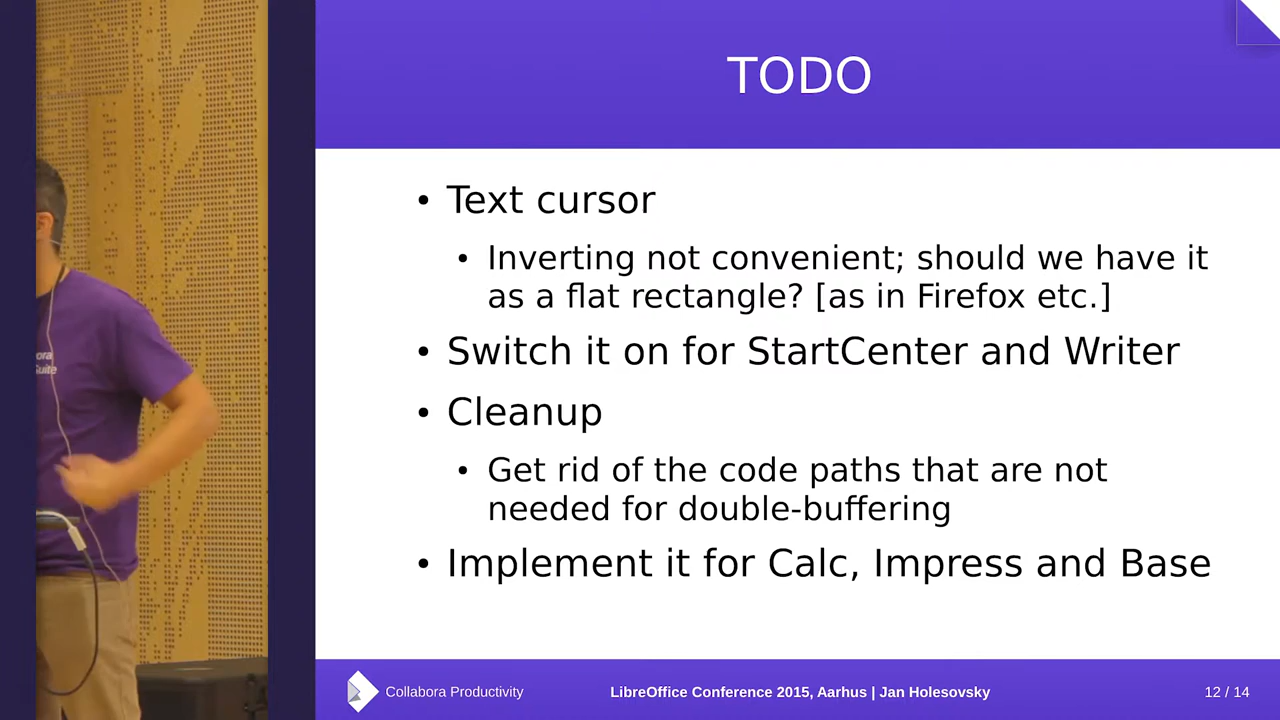 TODO
• Text cursor
• Inverting not convenient; should we have it
as a flat rectangle? [as in Firefox etc.]
• Switch it on for StartCenter and Writer
• Cleanup
• Get rid of the code paths that are not
needed for double-buffering
• Implement it for Calc, Impress and Base
Collabora Productivity
LibreOffice Conference 2015, Aarhus | Jan Holesovsky
12 / 14
ora
Suite